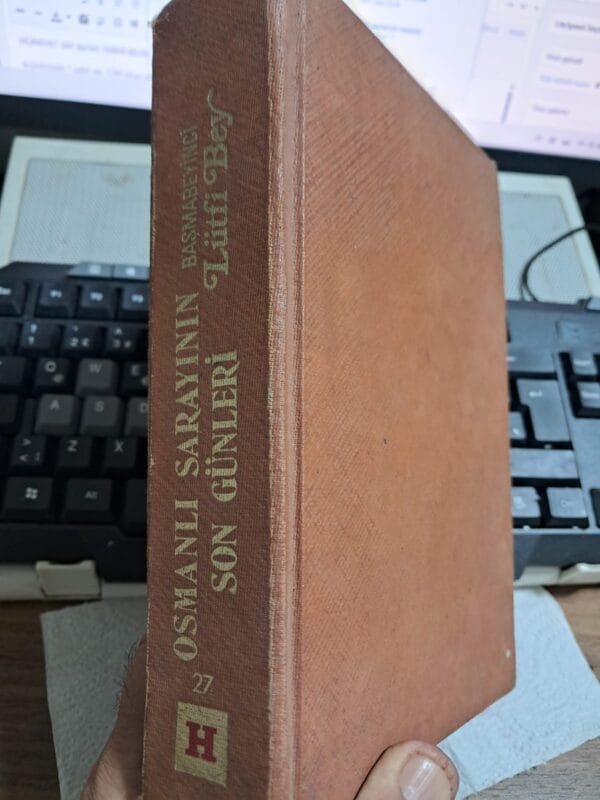 OSMANLI SARAYININ
SON GÜNLERİ
BAŞMABEYİNCİ
Lütfi Bey
27
H